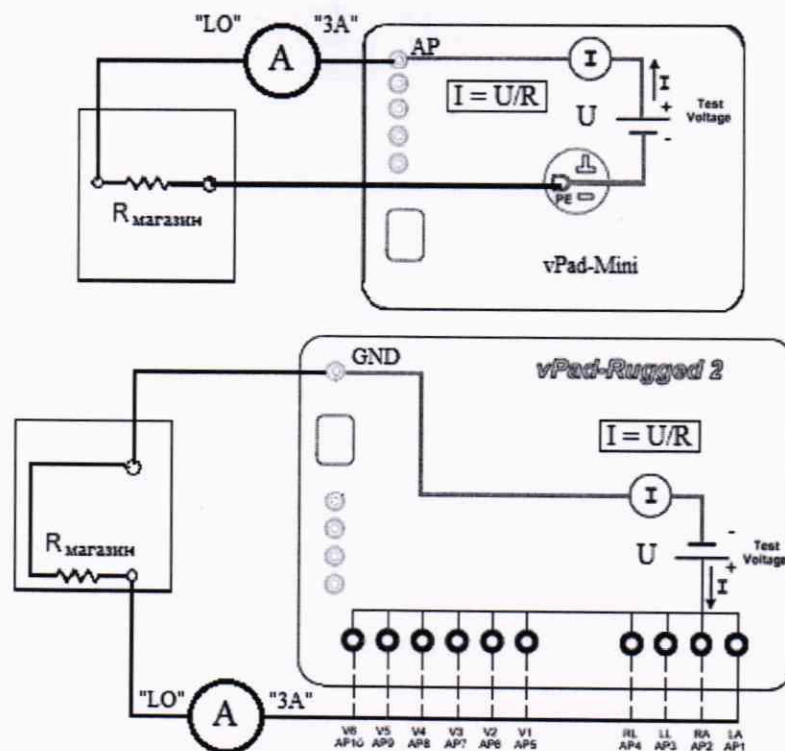 "LO" "3A"
A
AP
I
I = U/R
I
U
+
Test
Voltage
-
R магазин
PE
vPad-Mini
GND
vPad-Rugged 2
I = U/R
I
-
U
Test
Voltage
+
I
R магазин
"LO" "3A"
A
V6 V5 V4 V3 V2 V1 RL LL RA LA
AP10 AP9 AP8 AP7 AP6 AP5 AP4 AP3 AP2 AP1